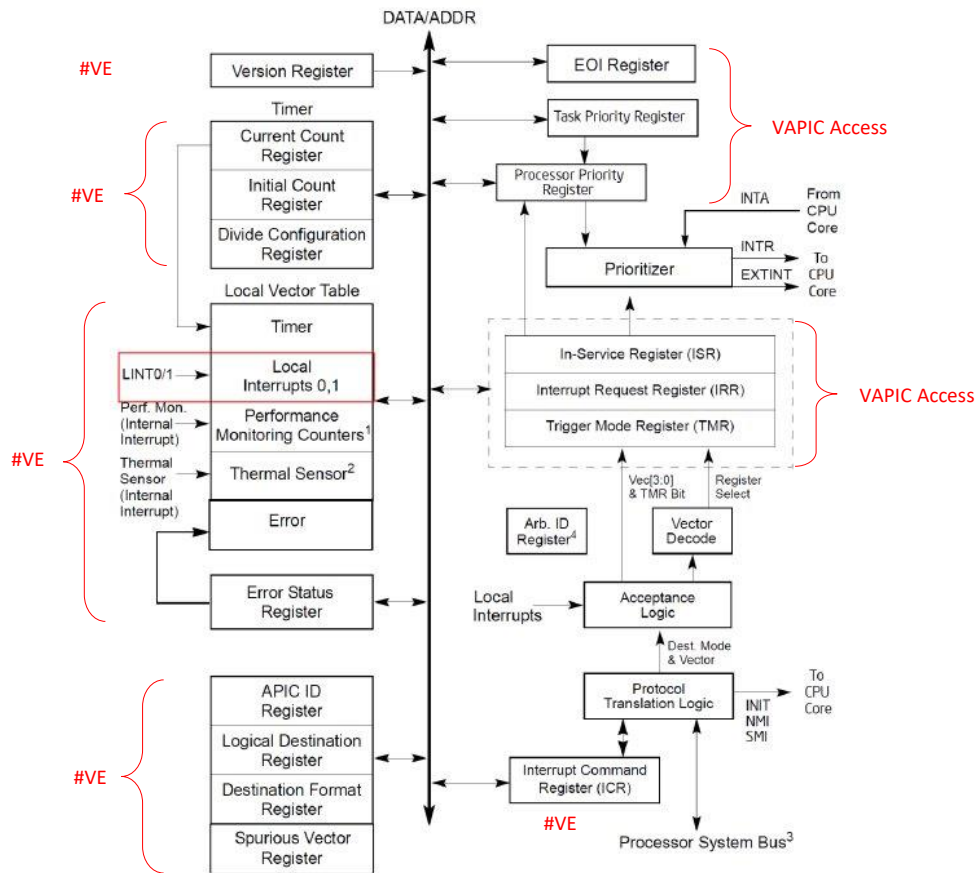 DATA/ADDR
#VE
Version Register
Timer
#VE
Current Count
Register
Initial Count
Register
Divide Configuration
Register
Local Vector Table
#VE
Timer
LINT0/1
Local
Interrupts 0,1
Perf. Mon.
(Internal
Interrupt)
Performance
Monitoring Counters1
Thermal
Sensor
(Internal
Interrupt)
Thermal Sensor2
Error
Error Status
Register
#VE
APIC ID
Register
Logical Destination
Register
Destination Format
Register
Spurious Vector
Register
EOI Register
Task Priority Register
VAPIC Access
Processor Priority
Register
INTA
From
CPU
Core
Prioritizer
INTR
EXTINT
To
CPU
Core
In-Service Register (ISR)
Interrupt Request Register (IRR)
Trigger Mode Register (TMR)
VAPIC Access
Vec[3:0]
& TMR Bit
Register
Select
Arb. ID
Register4
Vector
Decode
Local
Interrupts
Acceptance
Logic
Dest. Mode
& Vector
Protocol
Translation Logic
INIT
NMI
SMI
To
CPU
Core
Interrupt Command
Register (ICR)
#VE
Processor System Bus3